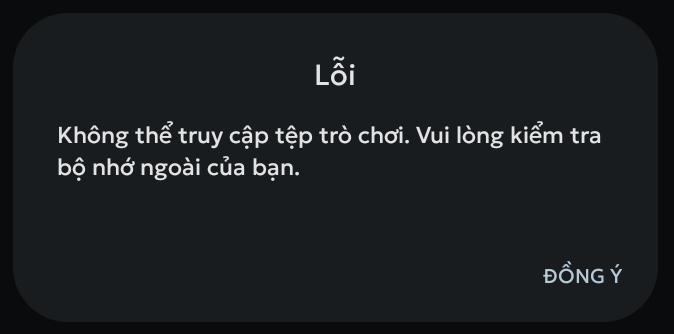 Lỗi
Không thể truy cập tệp trò chơi. Vui lòng kiểm tra
bộ nhớ ngoài của bạn.
ĐỒNG Ý